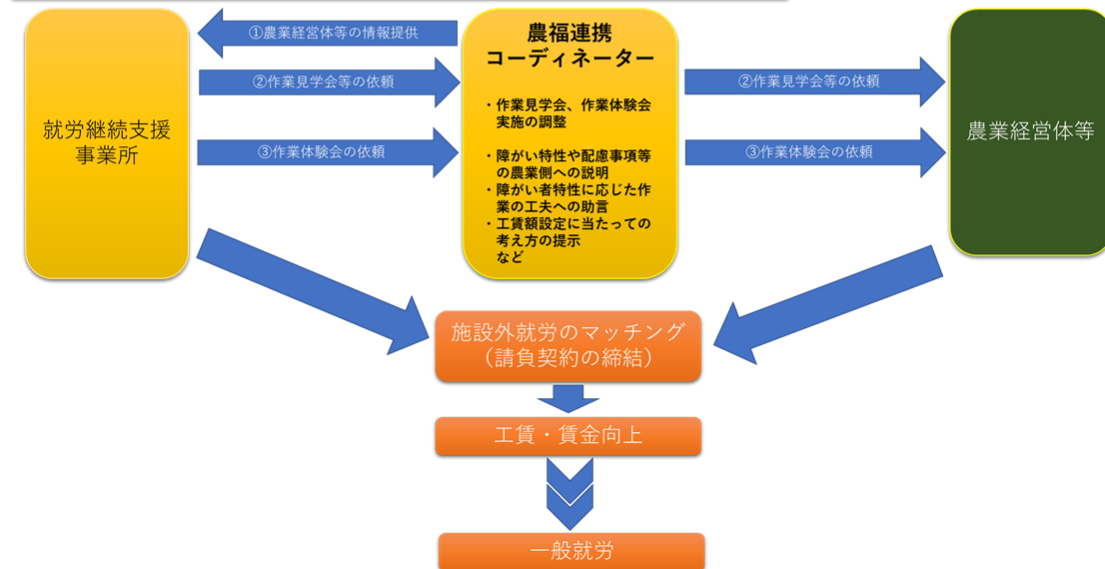 ①農業経営体等の情報提供
②作業見学会等の依頼
③作業体験会の依頼
就労継続支援
事業所
農福連携
コーディネーター
・作業見学会、作業体験会
実施の調整
・障がい特性や配慮事項等
の農業側への説明
・障がい者特性に応じた作
業の工夫への助言
・工賃額設定に当たっての
考え方の提示
など
②作業見学会等の依頼
③作業体験会の依頼
農業経営体等
施設外就労のマッチング
（請負契約の締結）
工賃・賃金向上
一般就労